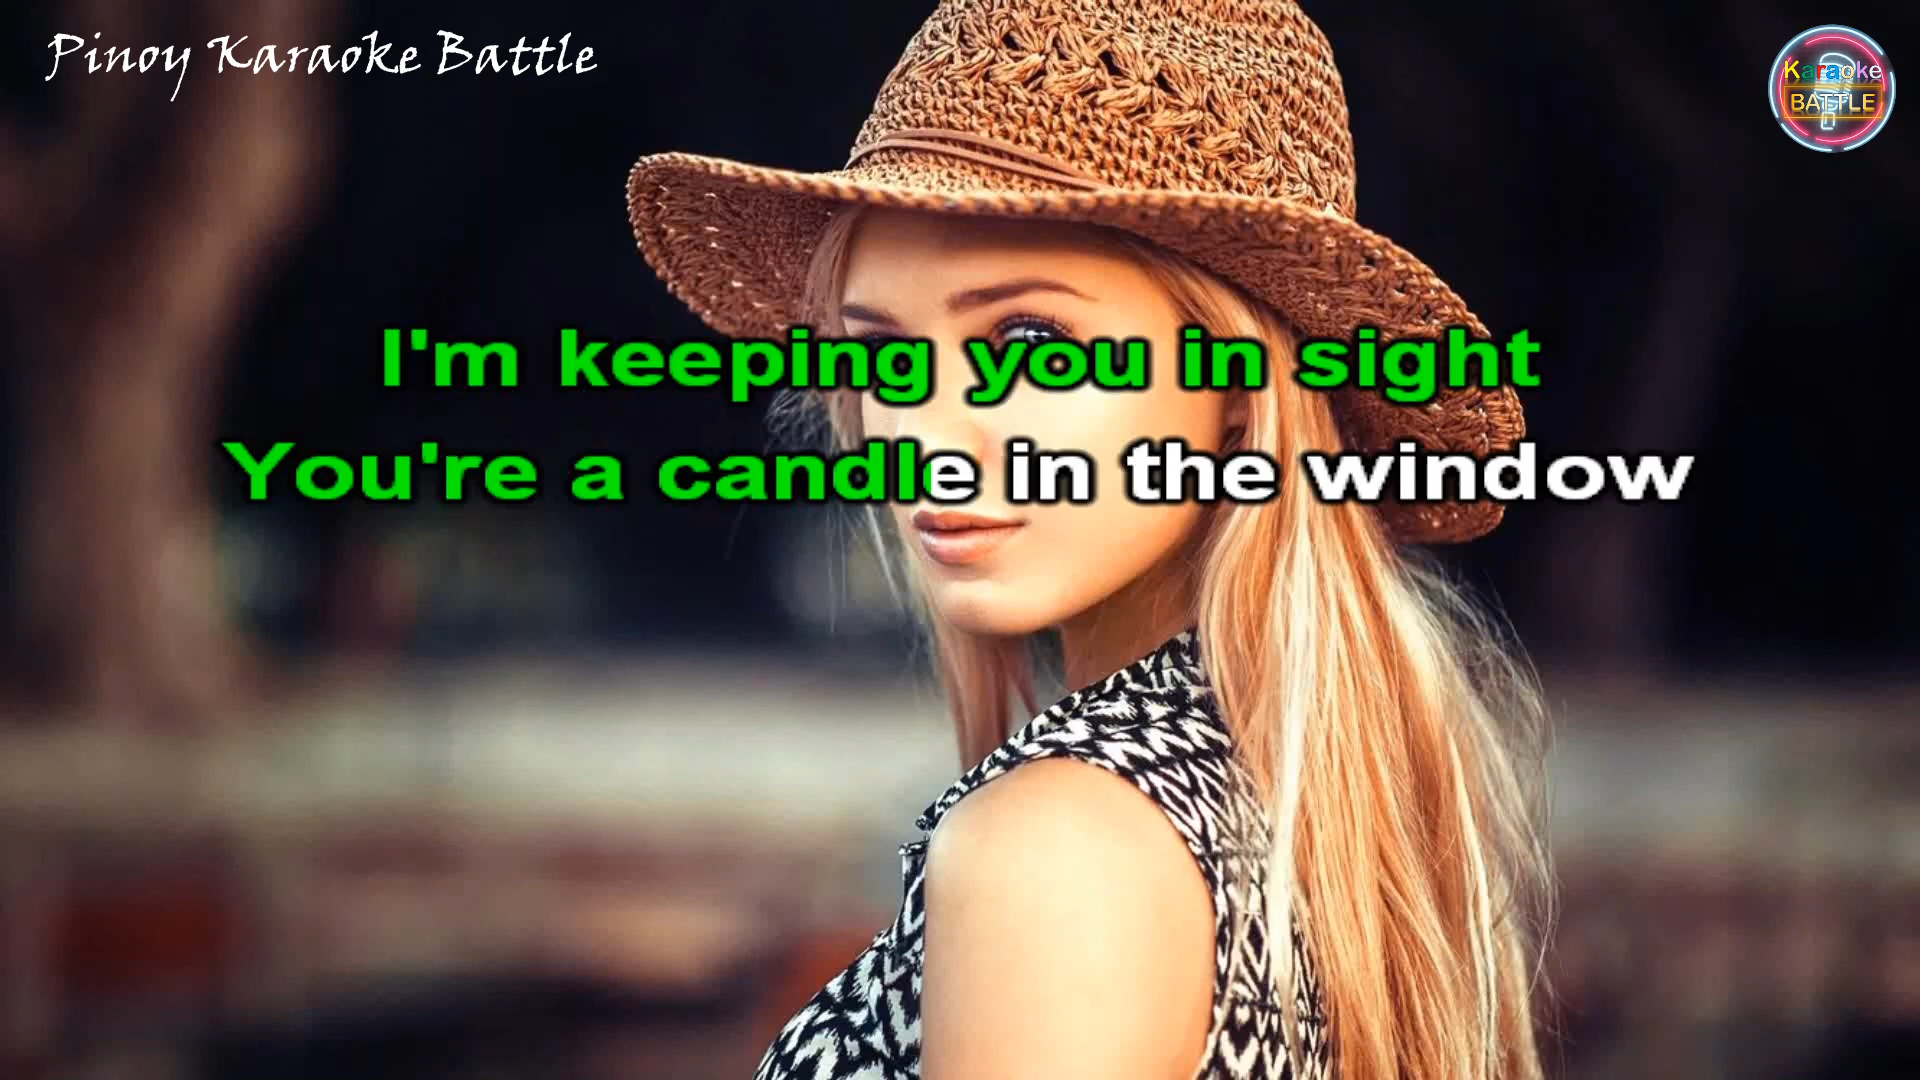 Pinoy Karaoke Battle
Karaoke
BATTLE
I'm keeping you in sight
You're a candle in the window